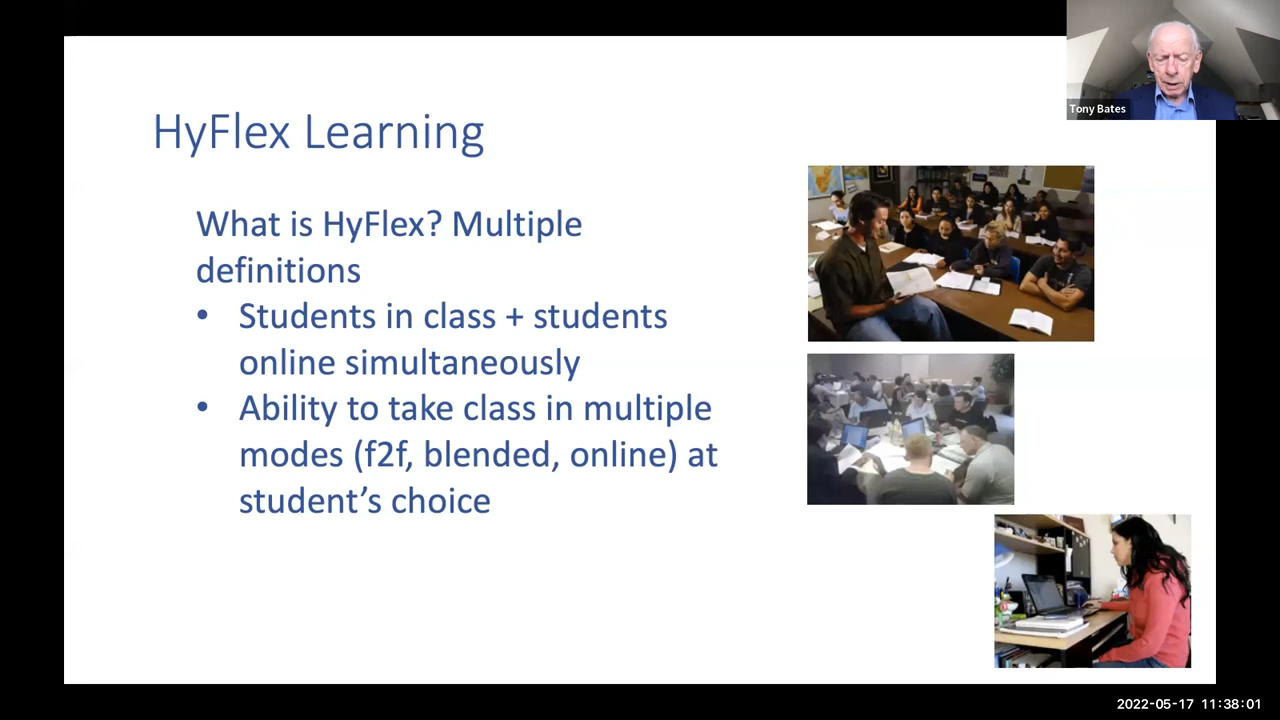 Tony Bates
HyFlex Learning
What is HyFlex? Multiple
definitions
• Students in class + students
online simultaneously
• Ability to take class in multiple
modes (f2f, blended, online) at
student’s choice
2022-05-17 11:38:01